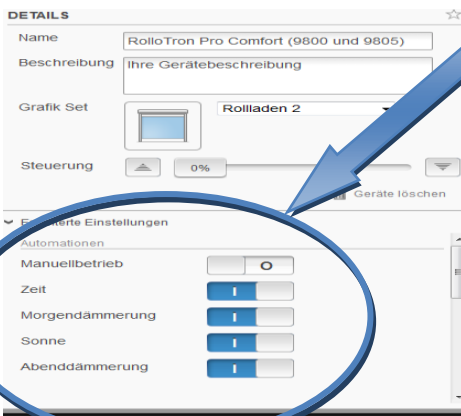 DETAILS
Name RolloTron Pro Comfort (9800 und 9805)
Beschreibung Ihre Gerätebeschreibung
Grafik Set Rollladen 2
Steuerung 0%
Geräte löschen
Einstellungen
Automationen
Manuellbetrieb O
Zeit I
Morgendämmerung I
Sonne I
Abenddämmerung I